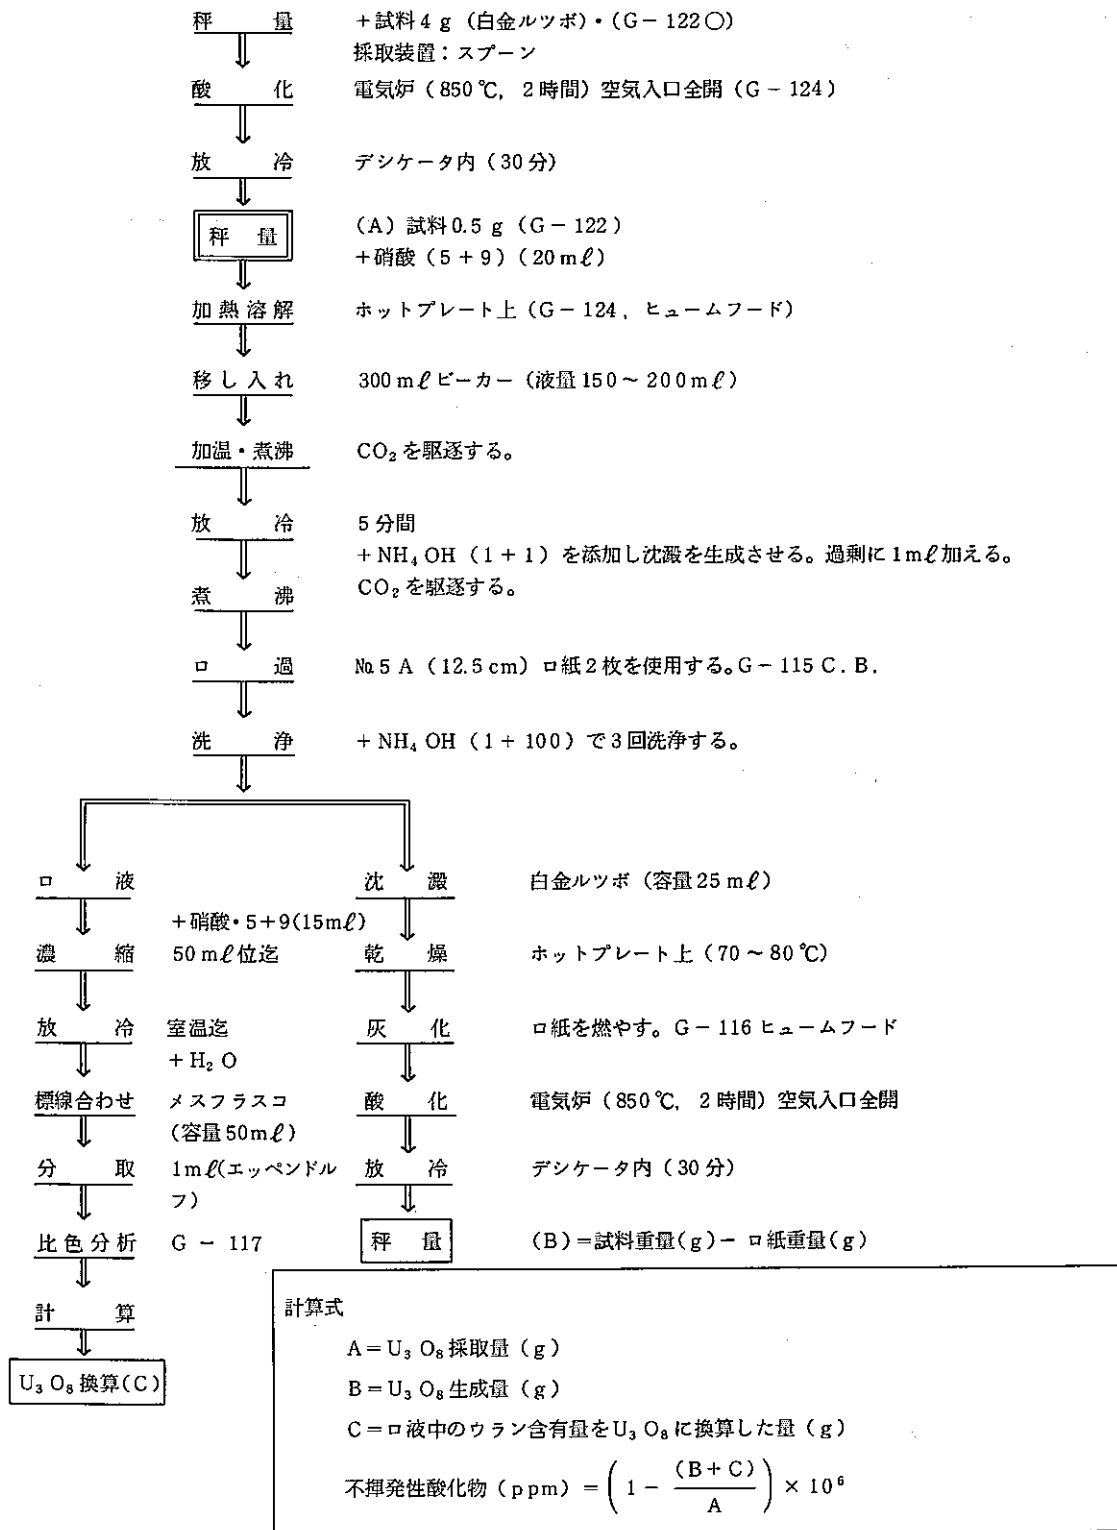 秤量 +試料4g(白金ルツボ)・(G-122〇)
採取装置:スプーン
酸化 電気炉(850℃, 2時間)空気入口全開(G-124)
放冷 デシケータ内(30分)
秤量 (A)試料0.5g(G-122)
+硝酸(5+9)(20mℓ)
加熱溶解 ホットプレート上(G-124, ヒュームフード)
移し入れ 300mℓビーカー(液量150~200mℓ)
加温・煮沸 CO₂を駆逐する。
放冷 5分間
+NH₄OH(1+1)を添加し沈澱を生成させる。過剰に1mℓ加える。
煮沸 CO₂を駆逐する。
ロ過 №5A(12.5cm)ロ紙2枚を使用する。G-115 C.B.
洗浄 +NH₄OH(1+100)で3回洗浄する。
ロ液 沈澱 白金ルツボ(容量25mℓ)
+硝酸・5+9(15mℓ)
濃縮 50mℓ位迄 乾燥 ホットプレート上(70~80℃)
放冷 室温迄 灰化 ロ紙を燃やす。G-116ヒュームフード
+H₂O
標線合わせ メスフラスコ 酸化 電気炉(850℃, 2時間)空気入口全開
(容量50mℓ)
分取 1mℓ(エッペンドル 放冷 デシケータ内(30分)
フ)
比色分析 G-117 秤量 (B)=試料重量(g)-ロ紙重量(g)
計算
U₃O₈換算(C)
計算式
A=U₃O₈採取量(g)
B=U₃O₈生成量(g)
C=ロ液中のウラン含有量をU₃O₈に換算した量(g)
不揮発性酸化物(ppm)=(1-(B+C)/A)×10⁶